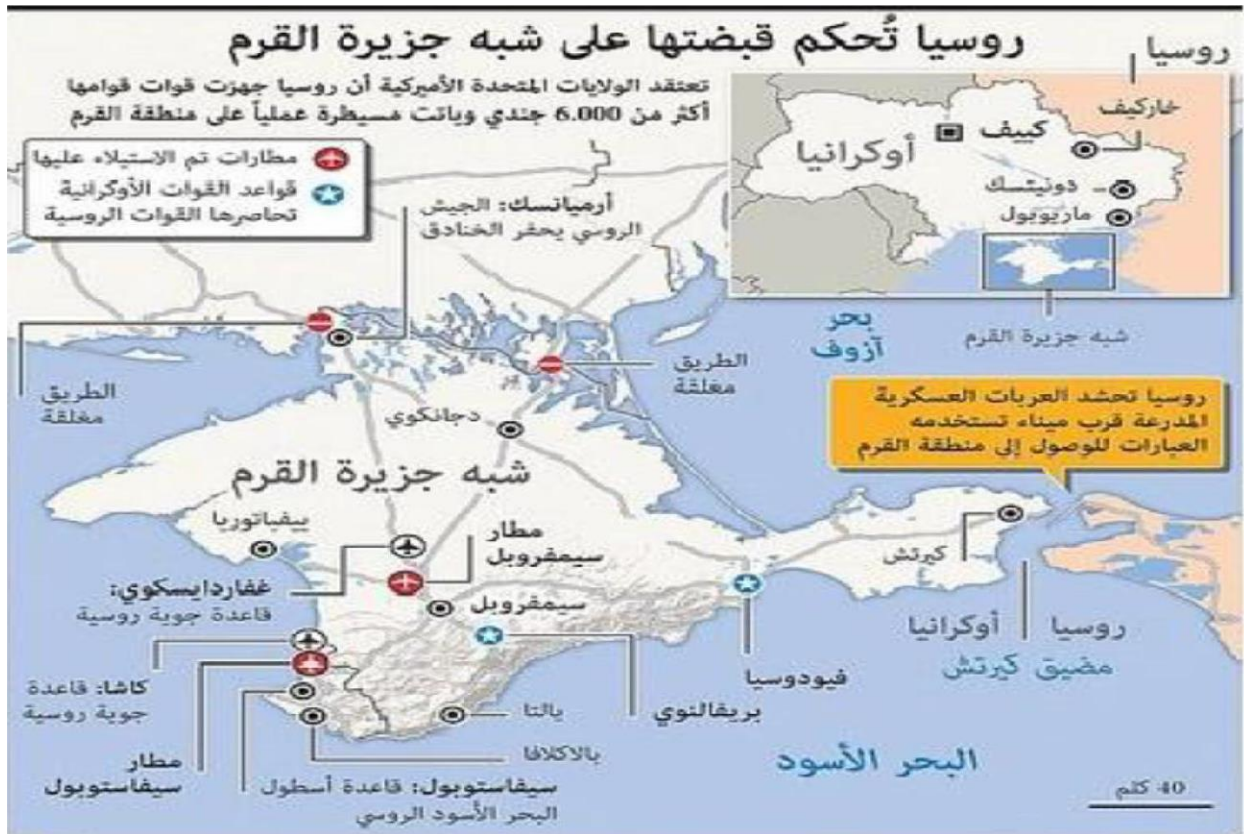 روسيا تُحكم قبضتها على شبه جزيرة القرم
تعتقد الولايات المتحدة الأميركية أن روسيا جهزت قوات قوامها
أكثر من 6.000 جندي وباتت مسيطرة عملياً على منطقة القرم
مطارات تم الاستيلاء عليها
قواعد القوات الأوكرانية
تحاصرها القوات الروسية
روسيا
خاركيف
كييف
أوكرانيا
دونيتسك
ماريوبول
شبه جزيرة القرم
أرميانسك: الجيش
الروسي يحفر الخنادق
بحر
آزوف
الطريق
مغلقة
الطريق
مغلقة
روسيا تحشد العربات العسكرية
المدرعة قرب ميناء تستخدمه
العبارات للوصول إلى منطقة القرم
دجانكوي
شبه جزيرة القرم
ييفباتوريا
مطار
سيمفروبل
كيرتش
غفاردايسكوي:
قاعدة جوية روسية
سيمفروبل
أوكرانيا
روسيا
مضيق كيرتش
فيودوسيا
كاشا: قاعدة
جوية روسية
بريفالنوي
يالتا
بالاكلافا
مطار
سيفاستوبول
سيفاستوبول: قاعدة أسطول
البحر الأسود الروسي
البحر الأسود
40 كلم